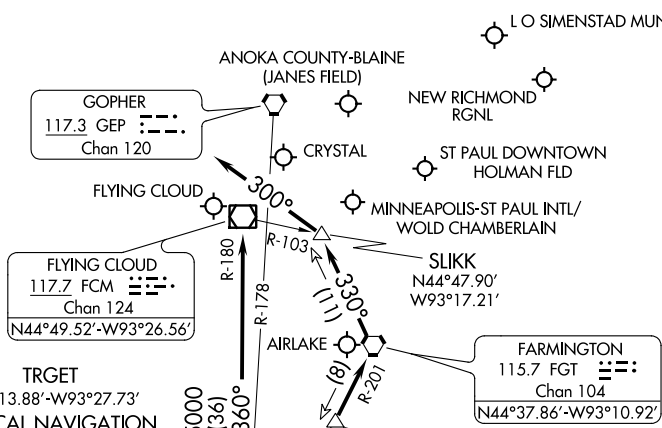 L O SIMENSTAD MUN
ANOKA COUNTY-BLAINE
(JANES FIELD)
GOPHER
117.3 GEP
Chan 120
NEW RICHMOND
RGNL
CRYSTAL
ST PAUL DOWNTOWN
HOLMAN FLD
300°
FLYING CLOUD
MINNEAPOLIS-ST PAUL INTL/
WOLD CHAMBERLAIN
R-103
R-180
R-178
SLIKK
N44°47.90'
W93°17.21'
FLYING CLOUD
117.7 FCM
Chan 124
N44°49.52'-W93°26.56'
330°
(11)
AIRLAKE
FARMINGTON
115.7 FGT
Chan 104
N44°37.86'-W93°10.92'
(8)
R-201
TRGET
13.88'-W93°27.73'
CAL NAVIGATION
(36)
360°